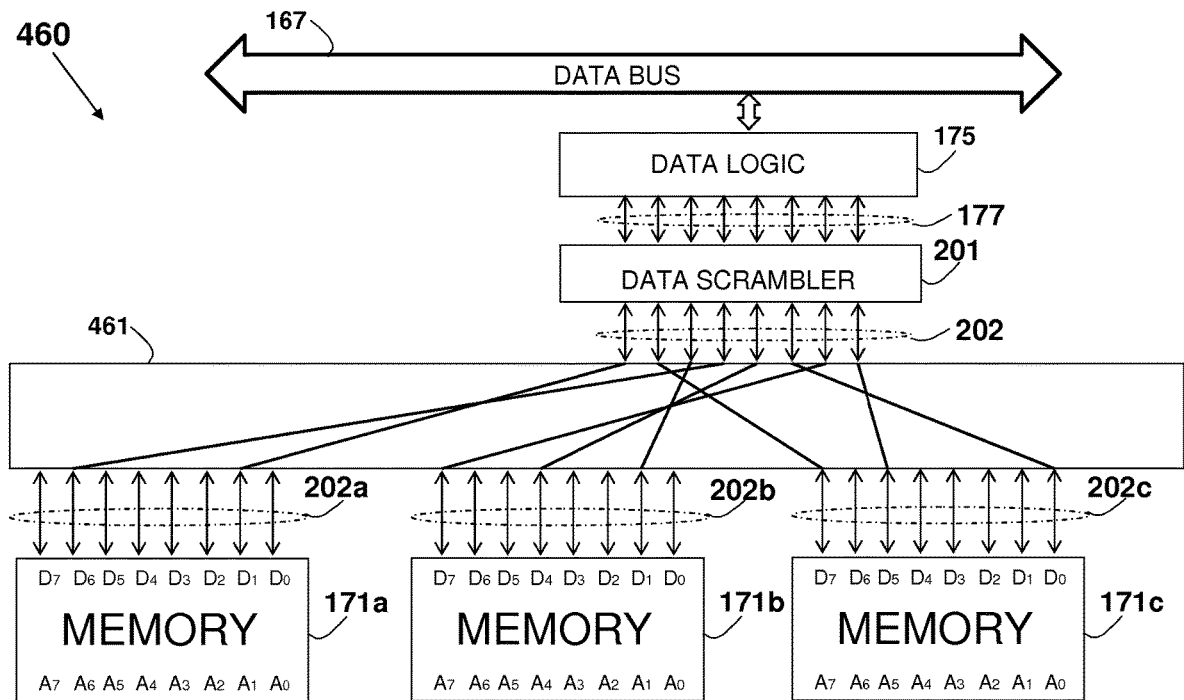 460
167
DATA BUS
175
DATA LOGIC
177
201
DATA SCRAMBLER
461
202
202a
202b
202c
D7 D6 D5 D4 D3 D2 D1 D0
D7 D6 D5 D4 D3 D2 D1 D0
D7 D6 D5 D4 D3 D2 D1 D0
171a
171b
171c
MEMORY
MEMORY
MEMORY
A7 A6 A5 A4 A3 A2 A1 A0
A7 A6 A5 A4 A3 A2 A1 A0
A7 A6 A5 A4 A3 A2 A1 A0